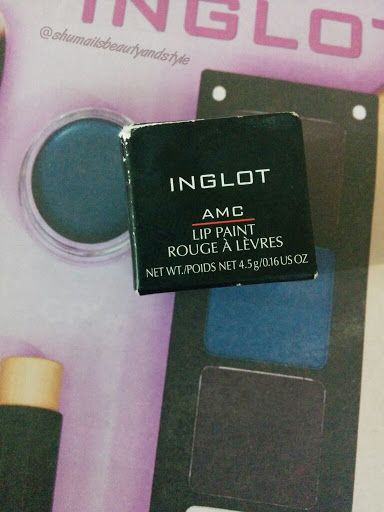 INGLOT
@shumailsbeautyandstyle
INGLOT
AMC
LIP PAINT
ROUGE À LÈVRES
NET WT./POIDS NET 4.5 g/0.16 US OZ